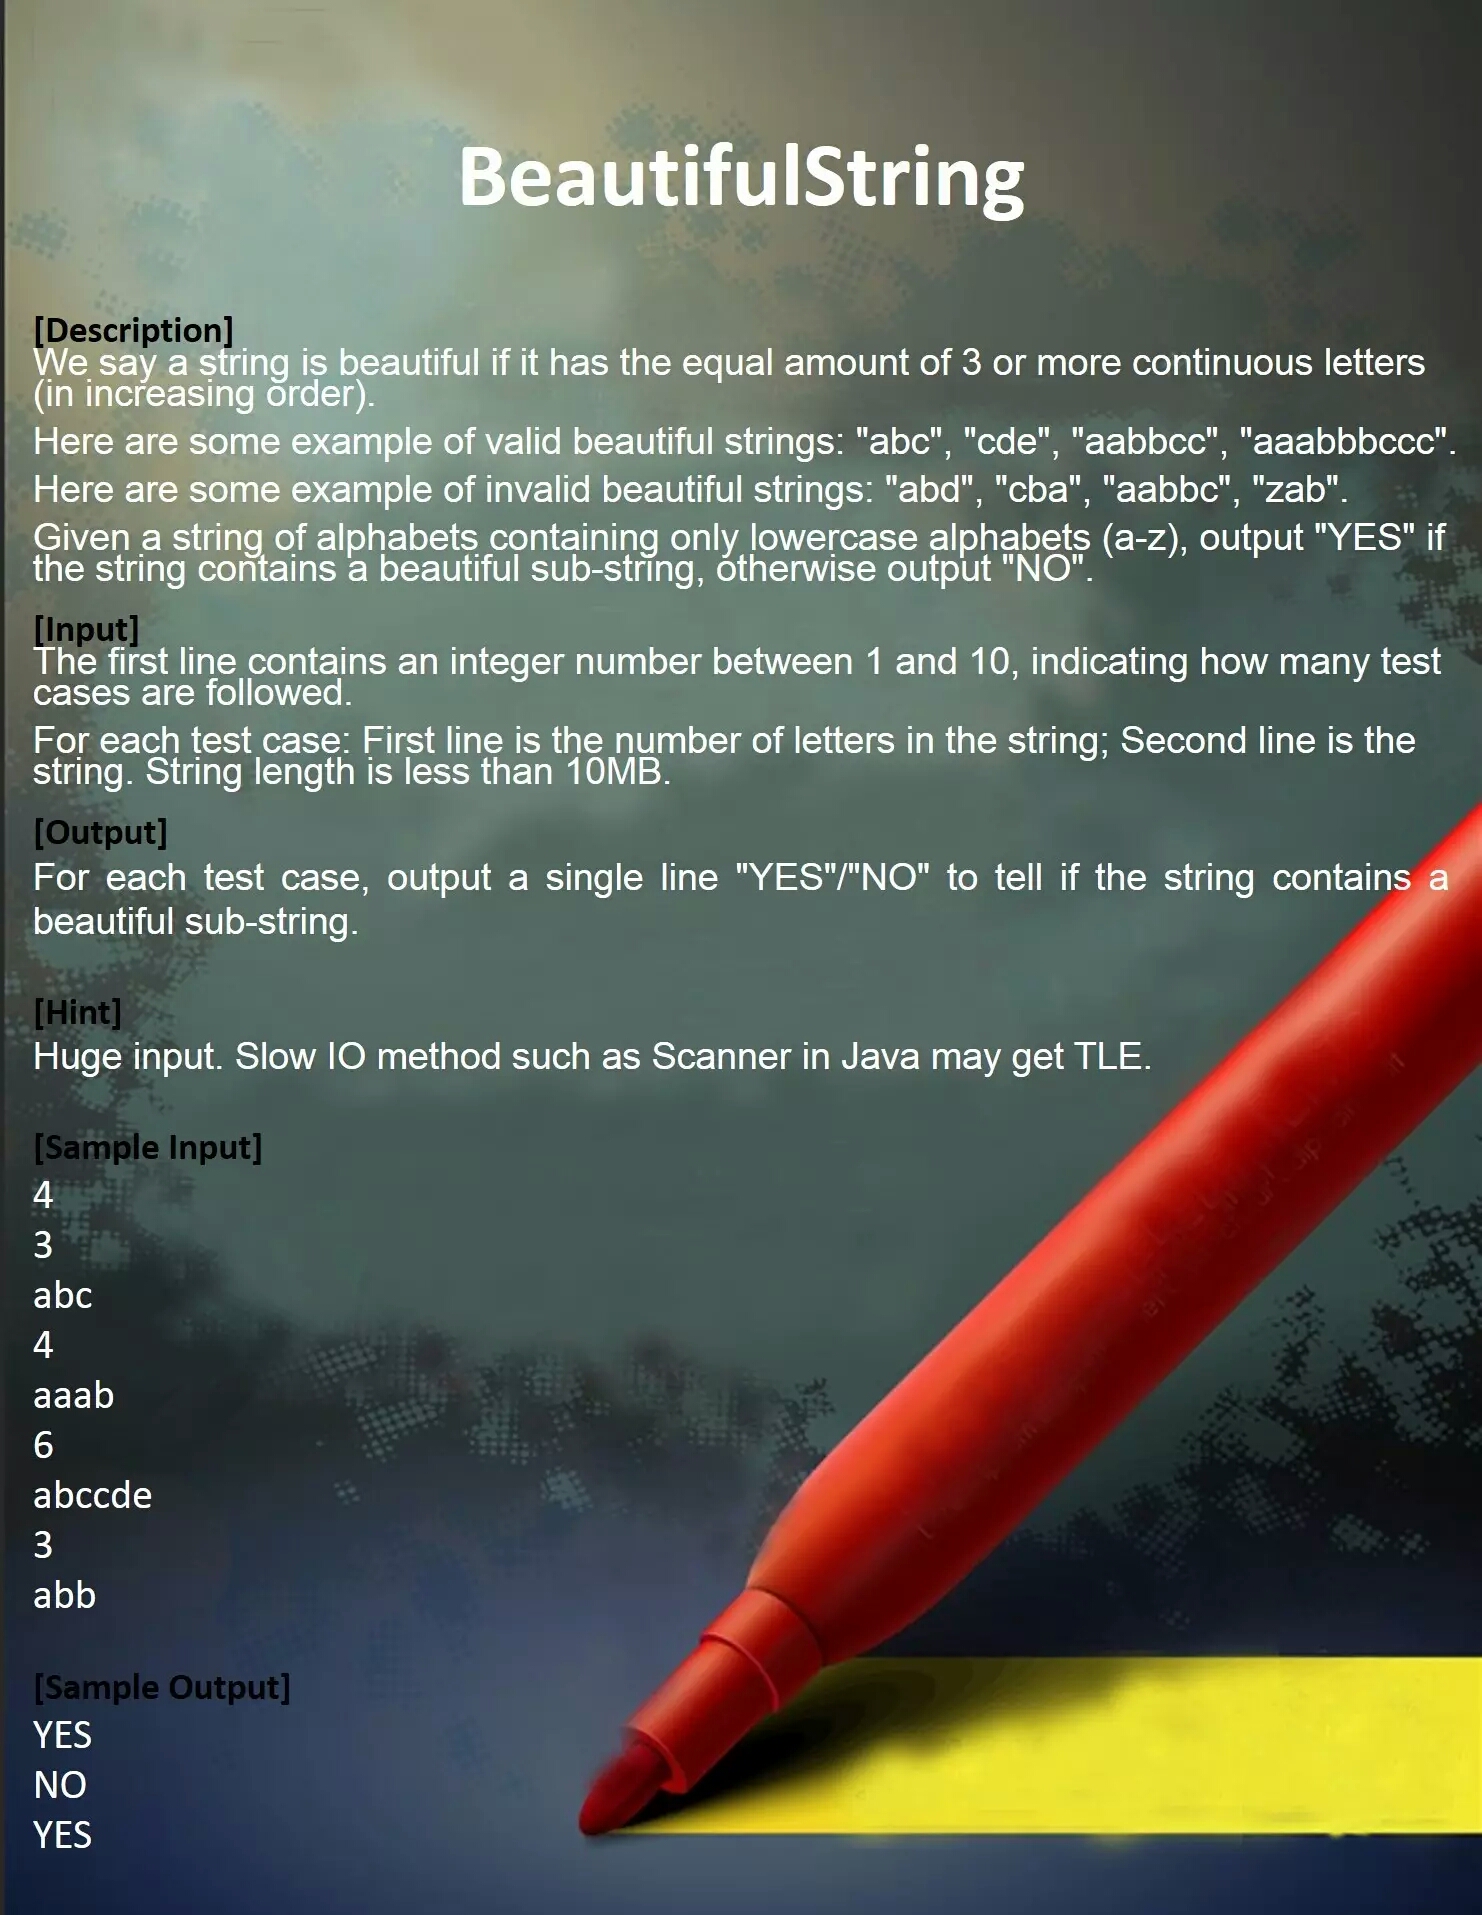 BeautifulString
[Description]
We say a string is beautiful if it has the equal amount of 3 or more continuous letters
(in increasing order).
Here are some example of valid beautiful strings: "abc", "cde", "aabbcc", "aaabbbccc".
Here are some example of invalid beautiful strings: "abd", "cba", "aabbc", "zab".
Given a string of alphabets containing only lowercase alphabets (a-z), output "YES" if
the string contains a beautiful sub-string, otherwise output "NO".
[Input]
The first line contains an integer number between 1 and 10, indicating how many test
cases are followed.
For each test case: First line is the number of letters in the string; Second line is the
string. String length is less than 10MB.
[Output]
For each test case, output a single line "YES"/"NO" to tell if the string contains a
beautiful sub-string.
[Hint]
Huge input. Slow IO method such as Scanner in Java may get TLE.
[Sample Input]
4
3
abc
4
aaab
6
abccde
3
abb
[Sample Output]
YES
NO
YES